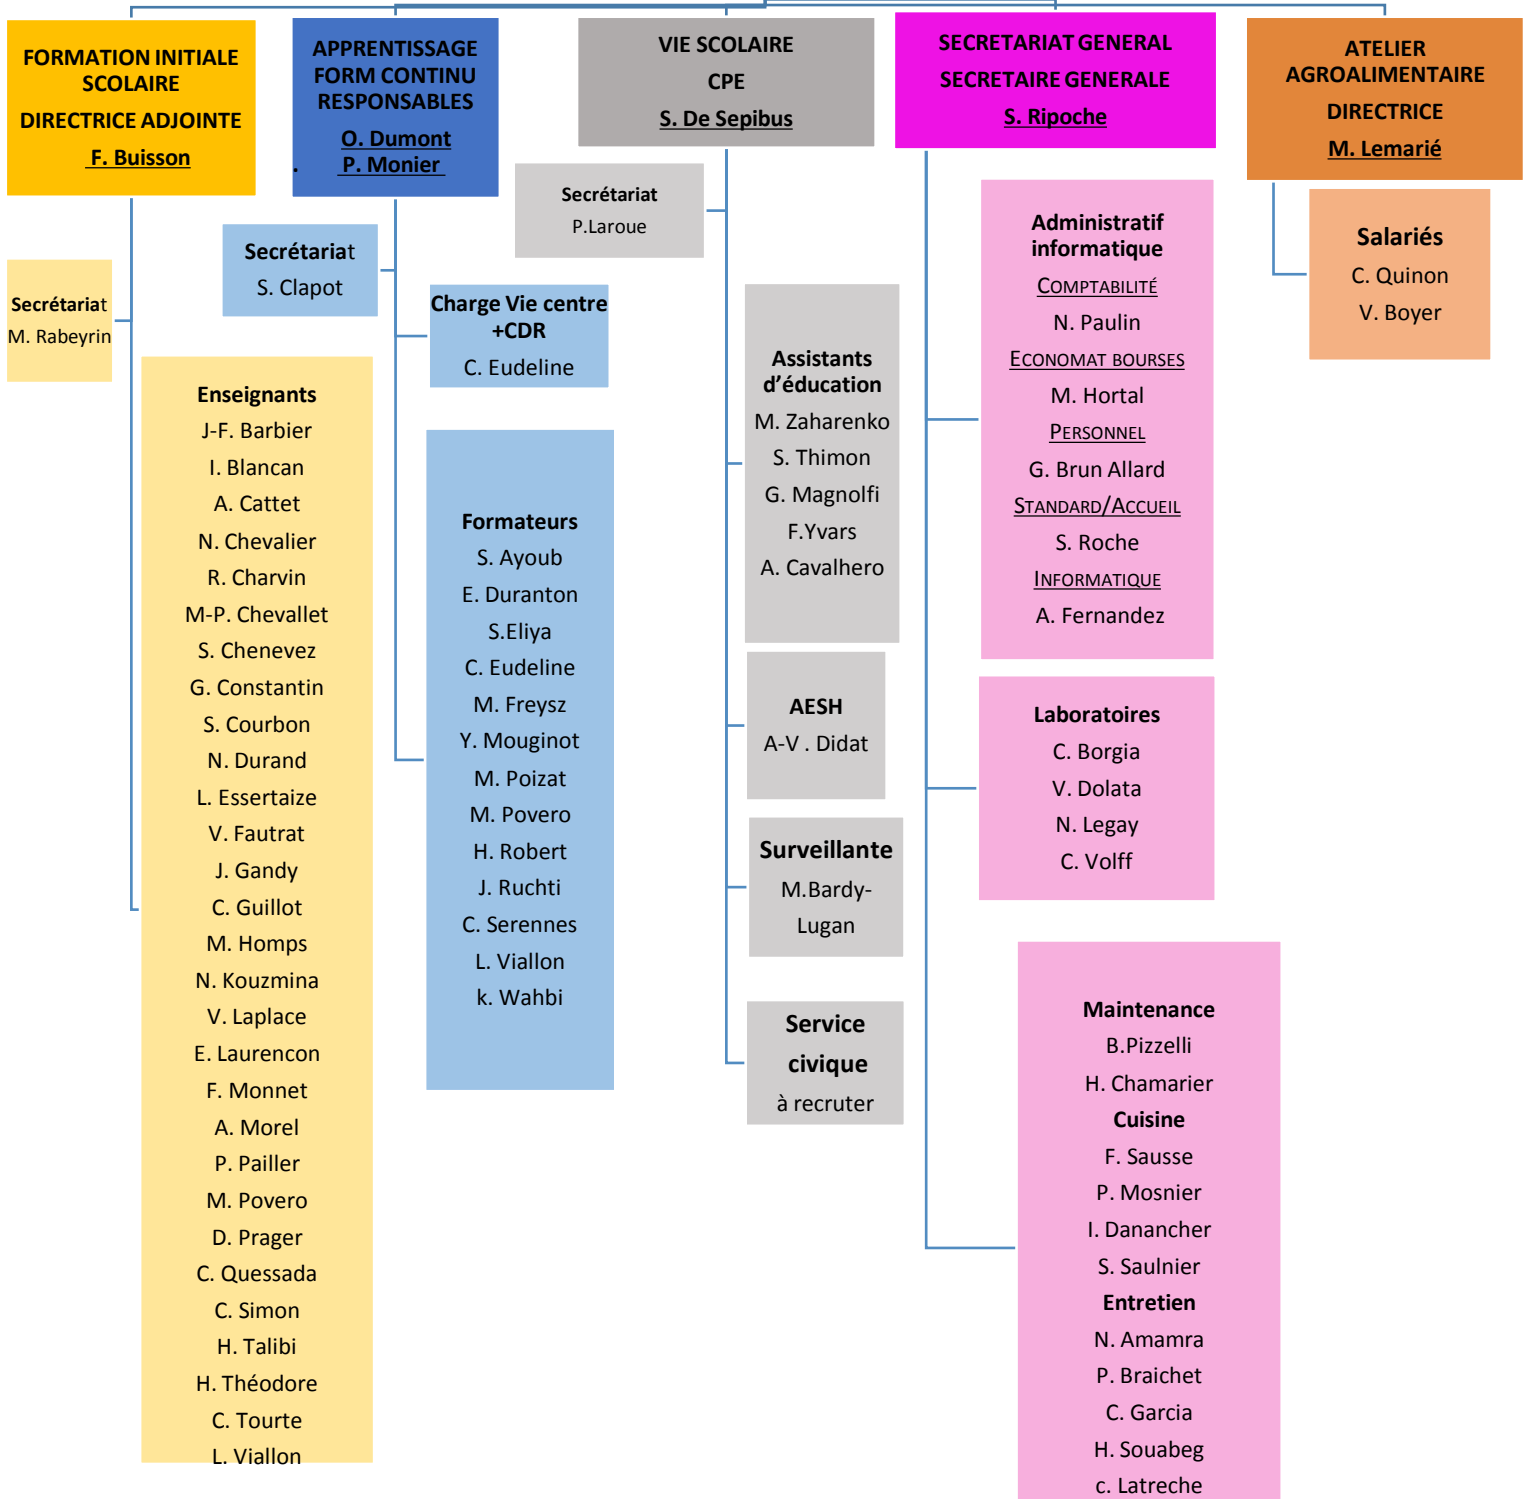 FORMATION INITIALE
SCOLAIRE
DIRECTRICE ADJOINTE
F. Buisson
Secrétariat
M. Rabeyrin
Enseignants
J-F. Barbier
I. Blancan
A. Cattet
N. Chevalier
R. Charvin
M-P. Chevallet
S. Chenevez
G. Constantin
S. Courbon
N. Durand
L. Essertaize
V. Fautrat
J. Gandy
C. Guillot
M. Homps
N. Kouzmina
V. Laplace
E. Laurencon
F. Monnet
A. Morel
P. Pailler
M. Povero
D. Prager
C. Quessada
C. Simon
H. Talibi
H. Théodore
C. Tourte
L. Viallon
APPRENTISSAGE
FORM CONTINU
RESPONSABLES
O. Dumont
. P. Monier
Secrétariat
S. Clapot
Charge Vie centre
+CDR
C. Eudeline
Formateurs
S. Ayoub
E. Duranton
S.Eliya
C. Eudeline
M. Freysz
Y. Mouginot
M. Poizat
M. Povero
H. Robert
J. Ruchti
C. Serennes
L. Viallon
k. Wahbi
VIE SCOLAIRE
CPE
S. De Sepibus
Secrétariat
P.Laroue
Assistants
d’éducation
M. Zaharenko
S. Thimon
G. Magnolfi
F.Yvars
A. Cavalhero
AESH
A-V . Didat
Surveillante
M.Bardy-
Lugan
Service
civique
à recruter
SECRETARIAT GENERAL
SECRETAIRE GENERALE
S. Ripoche
Administratif
informatique
COMPTABILITÉ
N. Paulin
ECONOMAT BOURSES
M. Hortal
PERSONNEL
G. Brun Allard
STANDARD/ACCUEIL
S. Roche
INFORMATIQUE
A. Fernandez
Laboratoires
C. Borgia
V. Dolata
N. Legay
C. Volff
Maintenance
B.Pizzelli
H. Chamarier
Cuisine
F. Sausse
P. Mosnier
I. Danancher
S. Saulnier
Entretien
N. Amamra
P. Braichet
C. Garcia
H. Souabeg
c. Latreche
ATELIER
AGROALIMENTAIRE
DIRECTRICE
M. Lemarié
Salariés
C. Quinon
V. Boyer